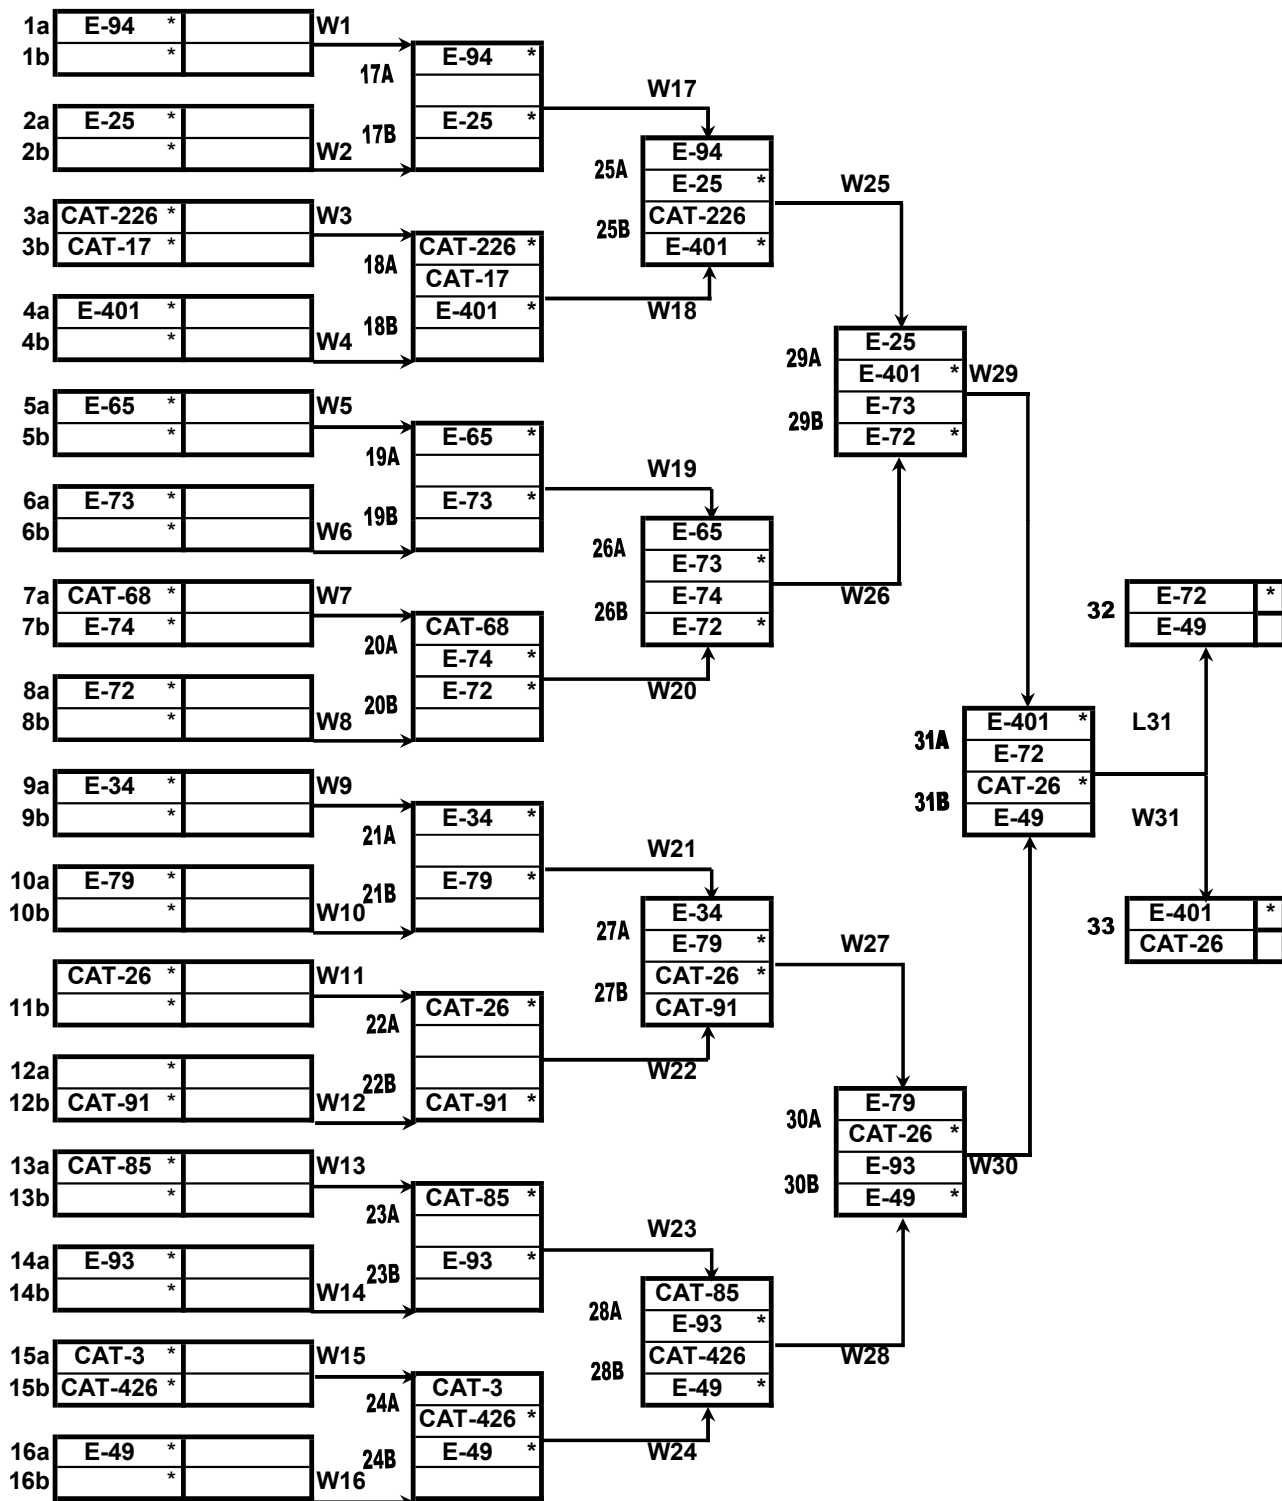 1a E-94 * W1
1b *
17A E-94 *
2a E-25 *
2b * W2
17B E-25 *
W17
3a CAT-226 * W3
3b CAT-17 *
18A CAT-226 *
CAT-17
4a E-401 *
4b * W4
18B E-401 *
W18
25A E-94
E-25 *
25B CAT-226
E-401 *
W25
5a E-65 * W5
5b *
19A E-65 *
6a E-73 *
6b * W6
19B E-73 *
W19
7a CAT-68 * W7
7b E-74 *
20A CAT-68
E-74 *
8a E-72 *
8b * W8
20B E-72 *
W20
26A E-65
E-73 *
26B E-74
E-72 *
W26
29A E-25
E-401 *
29B E-73
E-72 *
W29
9a E-34 * W9
9b *
21A E-34 *
10a E-79 *
10b * W10
21B E-79 *
W21
CAT-26 * W11
11b *
22A CAT-26 *
12a *
12b CAT-91 * W12
22B CAT-91 *
W22
27A E-34
E-79 *
27B CAT-26 *
CAT-91
W27
13a CAT-85 * W13
13b *
23A CAT-85 *
14a E-93 *
14b * W14
23B E-93 *
W23
15a CAT-3 * W15
15b CAT-426 *
24A CAT-3
CAT-426 *
16a E-49 *
16b * W16
24B E-49 *
W24
28A CAT-85
E-93 *
28B CAT-426
E-49 *
W28
30A E-79
CAT-26 *
30B E-93
E-49 *
W30
31A E-401 *
E-72
31B CAT-26 *
E-49
L31
W31
32 E-72 *
E-49
33 E-401 *
CAT-26